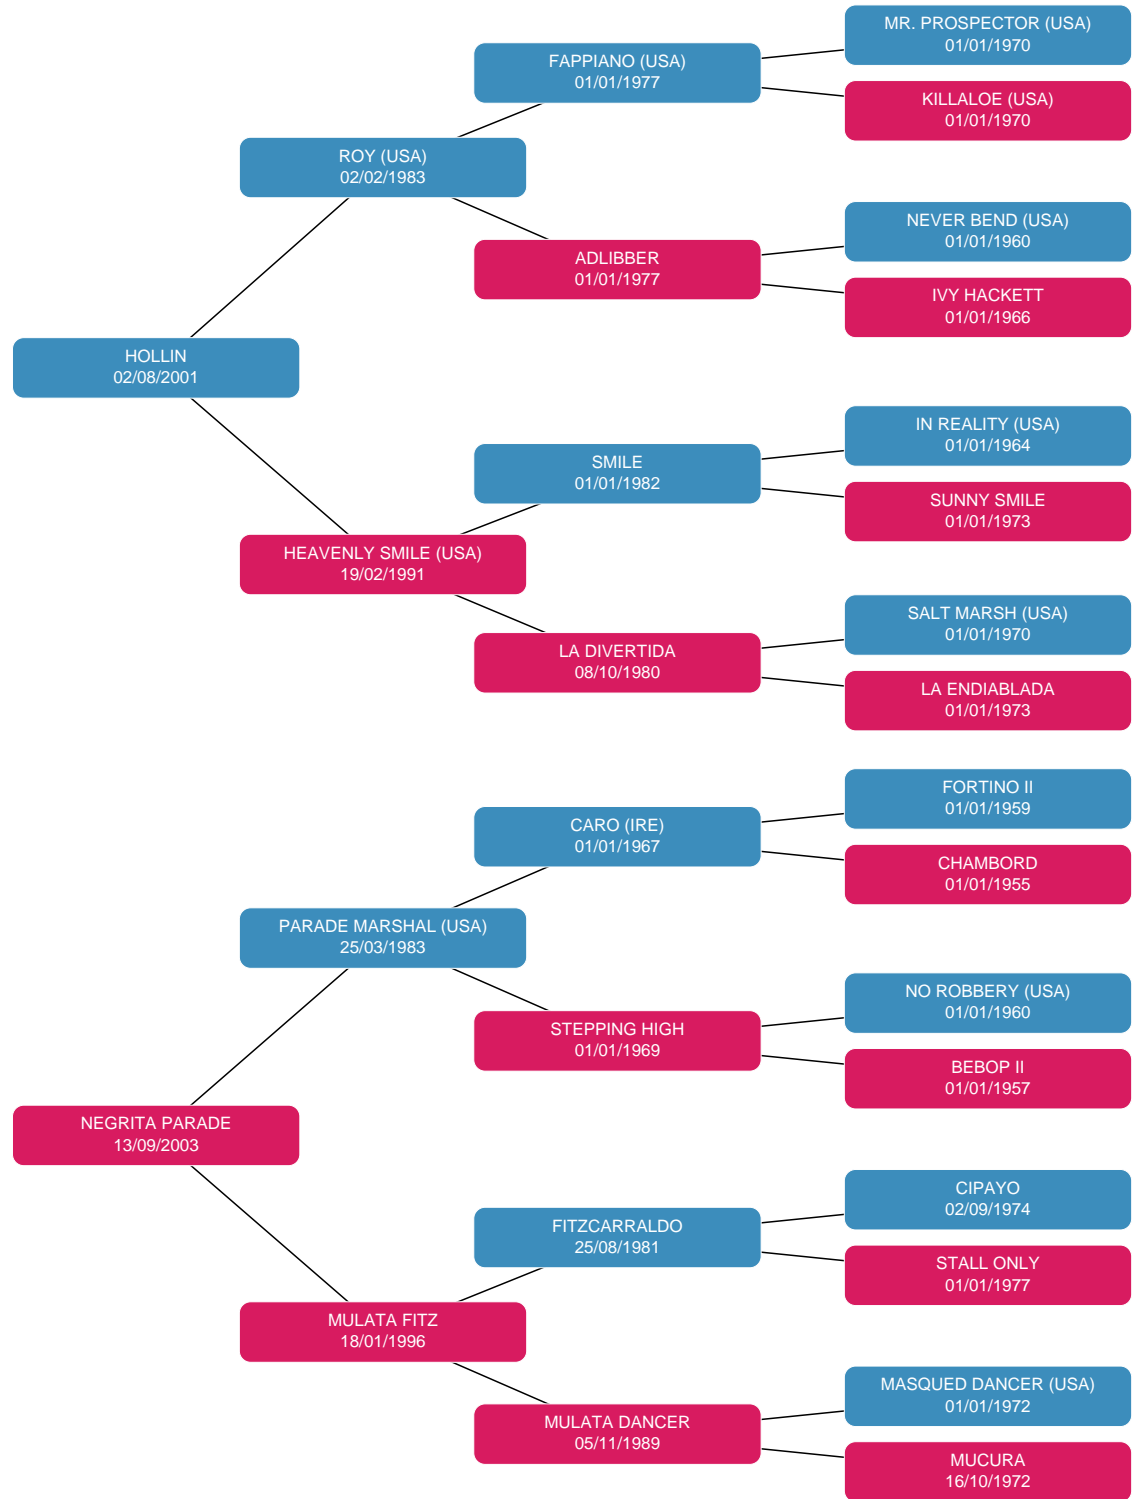 MR. PROSPECTOR (USA)
01/01/1970
FAPPIANO (USA)
01/01/1977
KILLALOE (USA)
01/01/1970
ROY (USA)
02/02/1983
NEVER BEND (USA)
01/01/1960
ADLIBBER
01/01/1977
IVY HACKETT
01/01/1966
HOLLIN
02/08/2001
IN REALITY (USA)
01/01/1964
SMILE
01/01/1982
SUNNY SMILE
01/01/1973
HEAVENLY SMILE (USA)
19/02/1991
SALT MARSH (USA)
01/01/1970
LA DIVERTIDA
08/10/1980
LA ENDIABLADA
01/01/1973
FORTINO II
01/01/1959
CARO (IRE)
01/01/1967
CHAMBORD
01/01/1955
PARADE MARSHAL (USA)
25/03/1983
NO ROBBERY (USA)
01/01/1960
STEPPING HIGH
01/01/1969
BEBOP II
01/01/1957
NEGRITA PARADE
13/09/2003
CIPAYO
02/09/1974
FITZCARRALDO
25/08/1981
STALL ONLY
01/01/1977
MULATA FITZ
18/01/1996
MASQUED DANCER (USA)
01/01/1972
MULATA DANCER
05/11/1989
MUCURA
16/10/1972